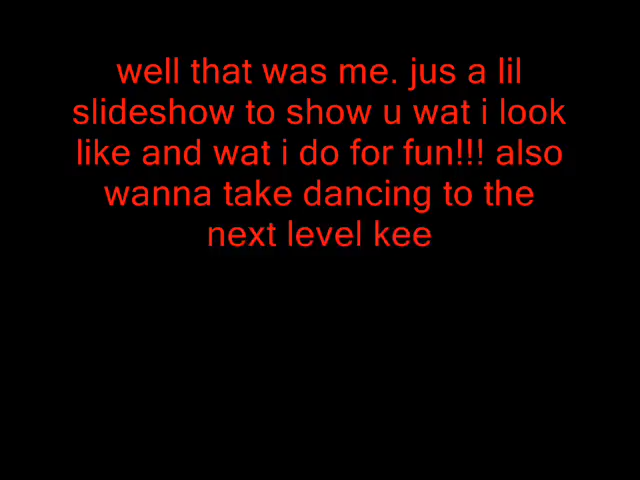 well that was me. jus a lil
slideshow to show u wat i look
like and wat i do for fun!!! also
wanna take dancing to the
next level kee